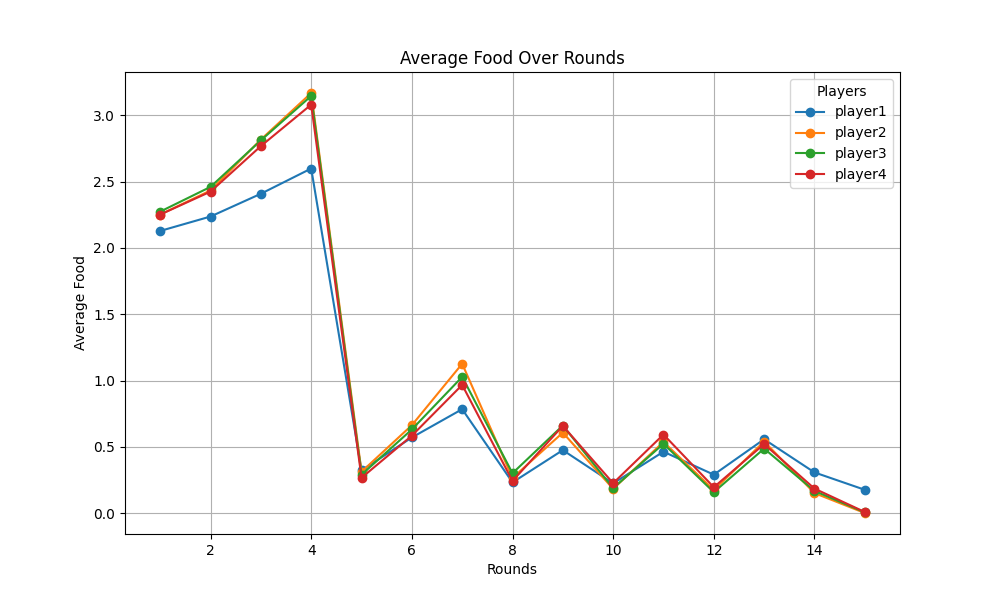 Average Food Over Rounds
Players
player1
player2
player3
player4
Average Food
3.0
2.5
2.0
1.5
1.0
0.5
0.0
2 4 6 8 10 12 14
Rounds